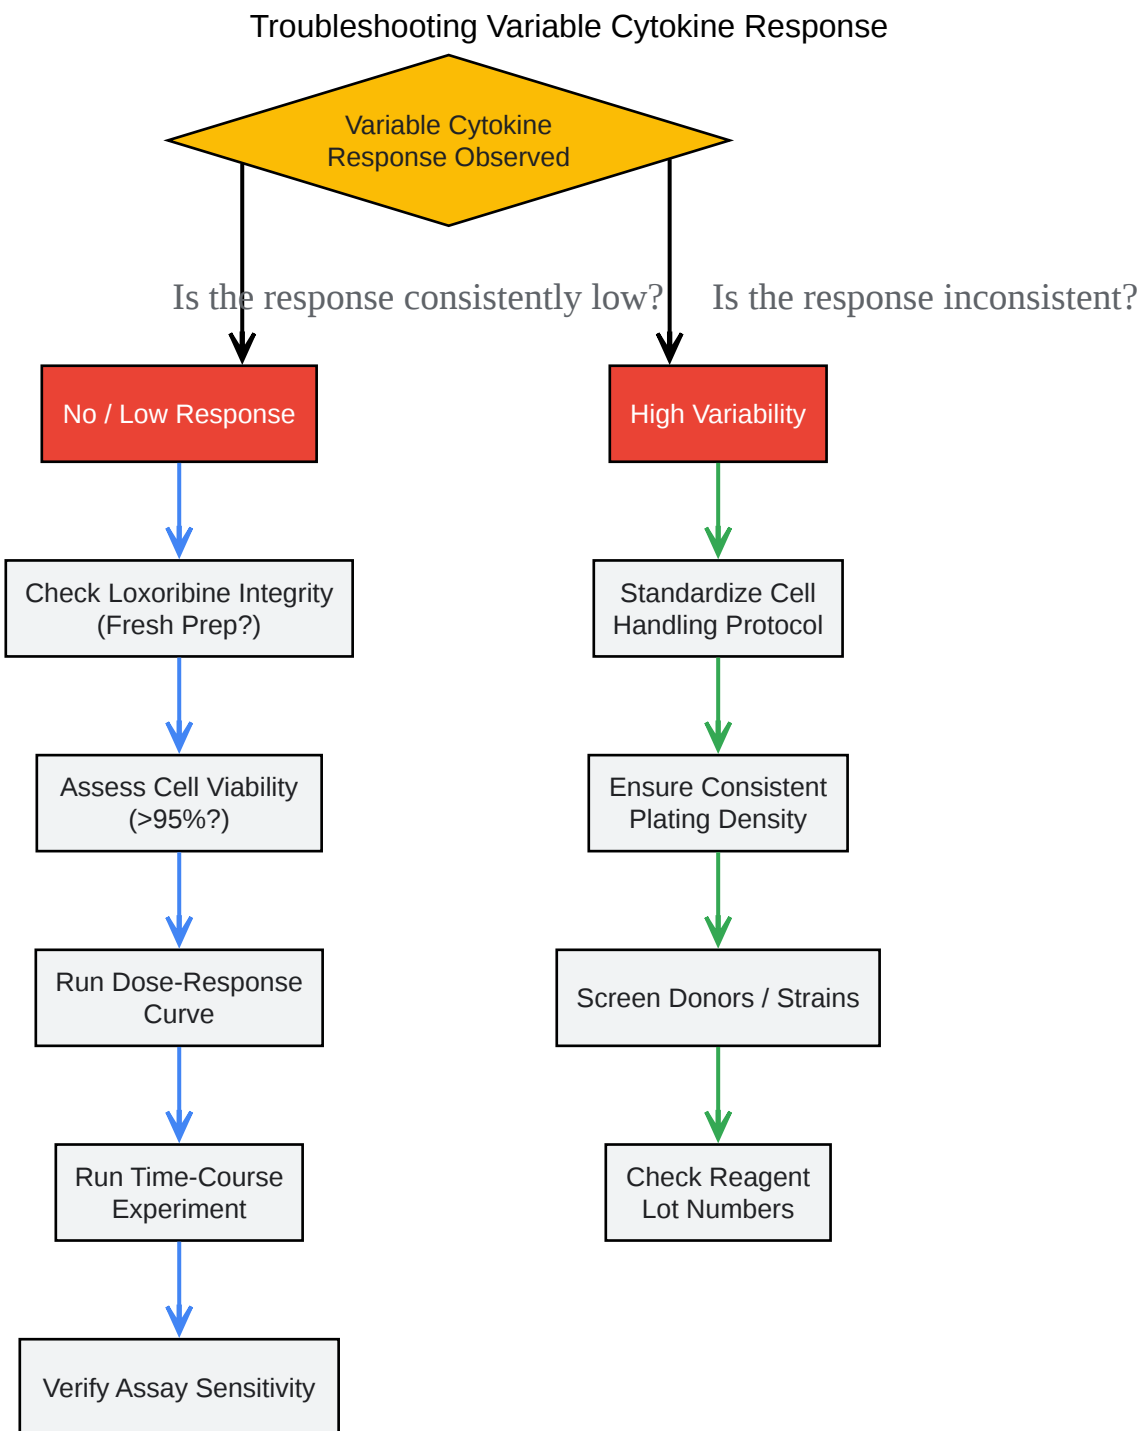 Troubleshooting Variable Cytokine Response
Variable Cytokine
Response Observed
Is the response consistently low?
Is the response inconsistent?
No / Low Response
High Variability
Check Loxoribine Integrity
(Fresh Prep?)
Standardize Cell
Handling Protocol
Assess Cell Viability
(>95%?)
Ensure Consistent
Plating Density
Run Dose-Response
Curve
Screen Donors / Strains
Run Time-Course
Experiment
Check Reagent
Lot Numbers
Verify Assay Sensitivity